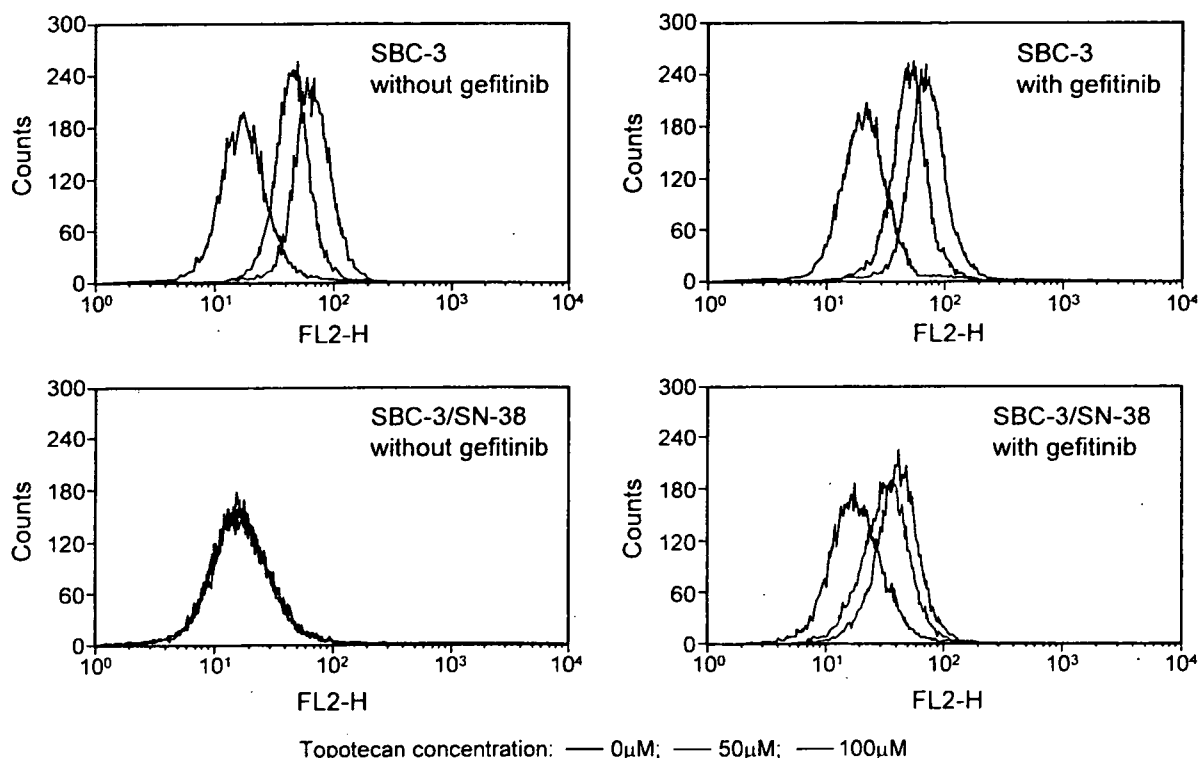 300
240
180
120
60
0
Counts
10⁰ 10¹ 10² 10³ 10⁴
FL2-H
SBC-3
without gefitinib
300
240
180
120
60
0
Counts
10⁰ 10¹ 10² 10³ 10⁴
FL2-H
SBC-3
with gefitinib
300
240
180
120
60
0
Counts
10⁰ 10¹ 10² 10³ 10⁴
FL2-H
SBC-3/SN-38
without gefitinib
300
240
180
120
60
0
Counts
10⁰ 10¹ 10² 10³ 10⁴
FL2-H
SBC-3/SN-38
with gefitinib
Topotecan concentration: — 0µM; — 50µM; — 100µM